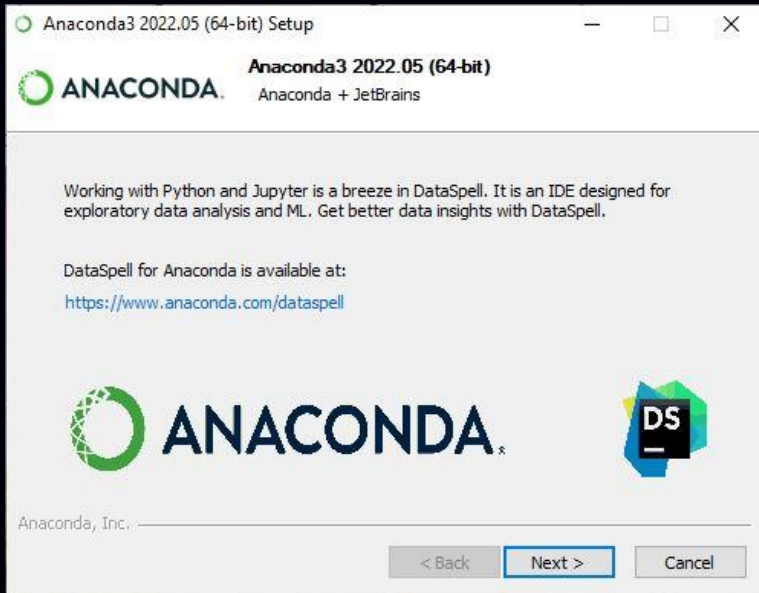 Anaconda3 2022.05 (64-bit) Setup
ANACONDA.
Anaconda3 2022.05 (64-bit)
Anaconda + JetBrains
Working with Python and Jupyter is a breeze in DataSpell. It is an IDE designed for
exploratory data analysis and ML. Get better data insights with DataSpell.
DataSpell for Anaconda is available at:
https://www.anaconda.com/dataspell
ANACONDA®
DS
Anaconda, Inc.
< Back Next > Cancel